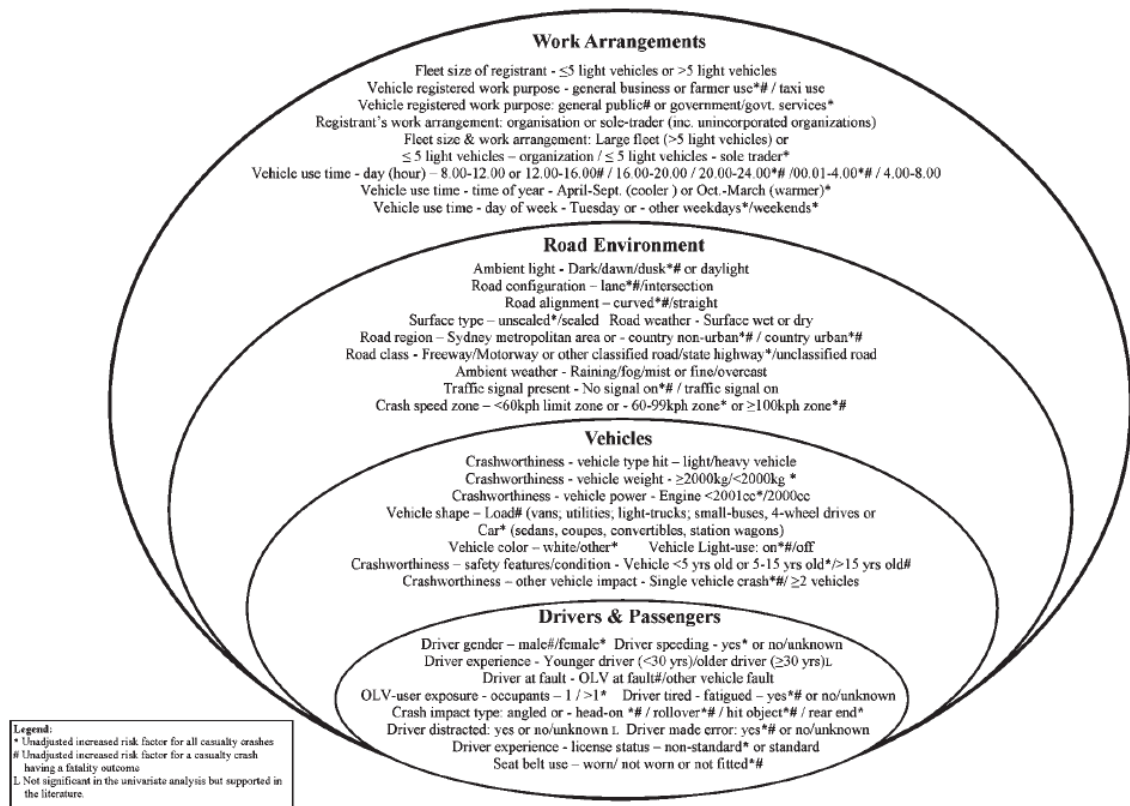 Work Arrangements
Fleet size of registrant - ≤5 light vehicles or >5 light vehicles
Vehicle registered work purpose - general business or farmer use*# / taxi use
Vehicle registered work purpose: general public# or government/govt. services*
Registrant's work arrangement: organisation or sole-trader (inc. unincorporated organizations)
Fleet size & work arrangement: Large fleet (>5 light vehicles) or
≤ 5 light vehicles – organization / ≤ 5 light vehicles - sole trader*
Vehicle use time - day (hour) – 8.00-12.00 or 12.00-16.00# / 16.00-20.00 / 20.00-24.00*# /00.01-4.00*# / 4.00-8.00
Vehicle use time - time of year - April-Sept. (cooler ) or Oct.-March (warmer)*
Vehicle use time - day of week - Tuesday or - other weekdays*/weekends*
Road Environment
Ambient light - Dark/dawn/dusk*# or daylight
Road configuration – lane*#/intersection
Road alignment – curved*#/straight
Surface type – unsealed*/sealed Road weather - Surface wet or dry
Road region – Sydney metropolitan area or - country non-urban*# / country urban*#
Road class - Freeway/Motorway or other classified road/state highway*/unclassified road
Ambient weather - Raining/fog/mist or fine/overcast
Traffic signal present - No signal on*# / traffic signal on
Crash speed zone – <60kph limit zone or - 60-99kph zone* or ≥100kph zone*#
Vehicles
Crashworthiness - vehicle type hit – light/heavy vehicle
Crashworthiness - vehicle weight - ≥2000kg/<2000kg *
Crashworthiness - vehicle power - Engine <2001cc*/2000cc
Vehicle shape – Load# (vans; utilities; light-trucks; small-buses, 4-wheel drives or
Car* (sedans, coupes, convertibles, station wagons)
Vehicle color – white/other* Vehicle Light-use: on*#/off
Crashworthiness – safety features/condition - Vehicle <5 yrs old or 5-15 yrs old*/>15 yrs old#
Crashworthiness – other vehicle impact - Single vehicle crash*#/ ≥2 vehicles
Drivers & Passengers
Driver gender – male#/female* Driver speeding - yes* or no/unknown
Driver experience - Younger driver (<30 yrs)/older driver (≥30 yrs)L
Driver at fault - OLV at fault#/other vehicle fault
OLV-user exposure - occupants – 1 / >1* Driver tired - fatigued – yes*# or no/unknown
Crash impact type: angled or - head-on *# / rollover*# / hit object*# / rear end*
Driver distracted: yes or no/unknown L Driver made error: yes*# or no/unknown
Driver experience - license status – non-standard* or standard
Seat belt use – worn/ not worn or not fitted*#
Legend:
* Unadjusted increased risk factor for all casualty crashes
# Unadjusted increased risk factor for a casualty crash
having a fatality outcome
L Not significant in the univariate analysis but supported in
the literature.